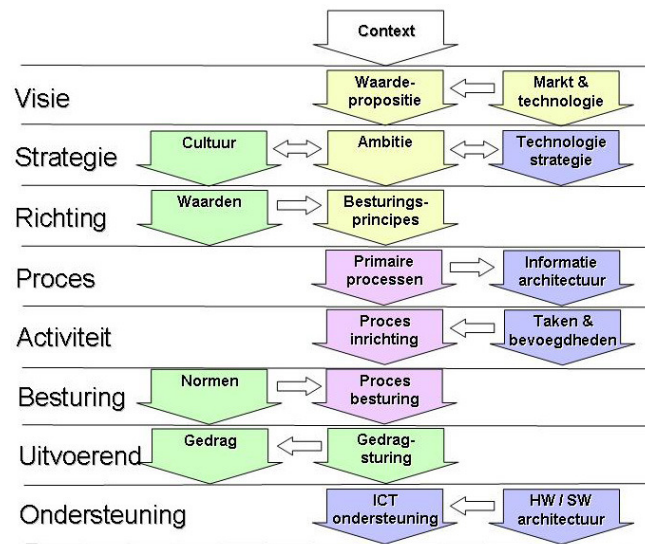 Context
Visie
Waarde-
propositie
Markt &
technologie
Strategie
Cultuur
Ambitie
Technologie
strategie
Richting
Waarden
Besturings-
principes
Proces
Primaire
processen
Informatie
architectuur
Activiteit
Proces
inrichting
Taken &
bevoegdheden
Besturing
Normen
Proces
besturing
Uitvoerend
Gedrag
Gedrag-
sturing
Ondersteuning
ICT
ondersteuning
HW / SW
architectuur